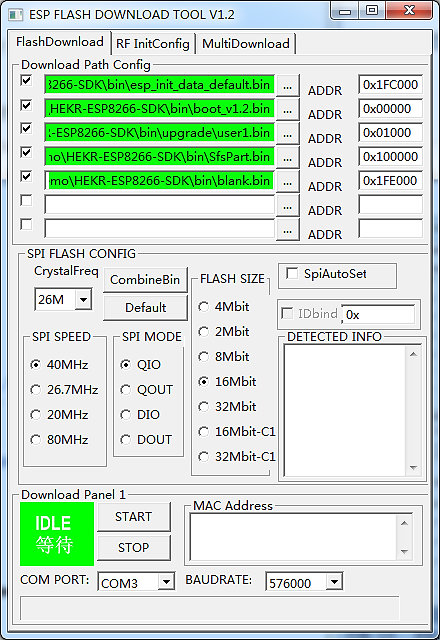 ESP FLASH DOWNLOAD TOOL V1.2
FlashDownload RF InitConfig MultiDownload
Download Path Config
8266-SDK\bin\esp_init_data_default.bin ... ADDR 0x1FC000
HEKR-ESP8266-SDK\bin\boot_v1.2.bin ... ADDR 0x00000
-ESP8266-SDK\bin\upgrade\user1.bin ... ADDR 0x01000
mo\HEKR-ESP8266-SDK\bin\SfsPart.bin ... ADDR 0x100000
mo\HEKR-ESP8266-SDK\bin\blank.bin ... ADDR 0x1FE000
... ADDR
... ADDR
SPI FLASH CONFIG
CrystalFreq
26M
CombineBin
Default
SPI SPEED
40MHz
26.7MHz
20MHz
80MHz
SPI MODE
QIO
QOUT
DIO
DOUT
FLASH SIZE
4Mbit
2Mbit
8Mbit
16Mbit
32Mbit
16Mbit-C1
32Mbit-C1
SpiAutoSet
IDbind ,0x
DETECTED INFO
Download Panel 1
IDLE
等待
START
STOP
MAC Address
COM PORT: COM3 BAUDRATE: 576000